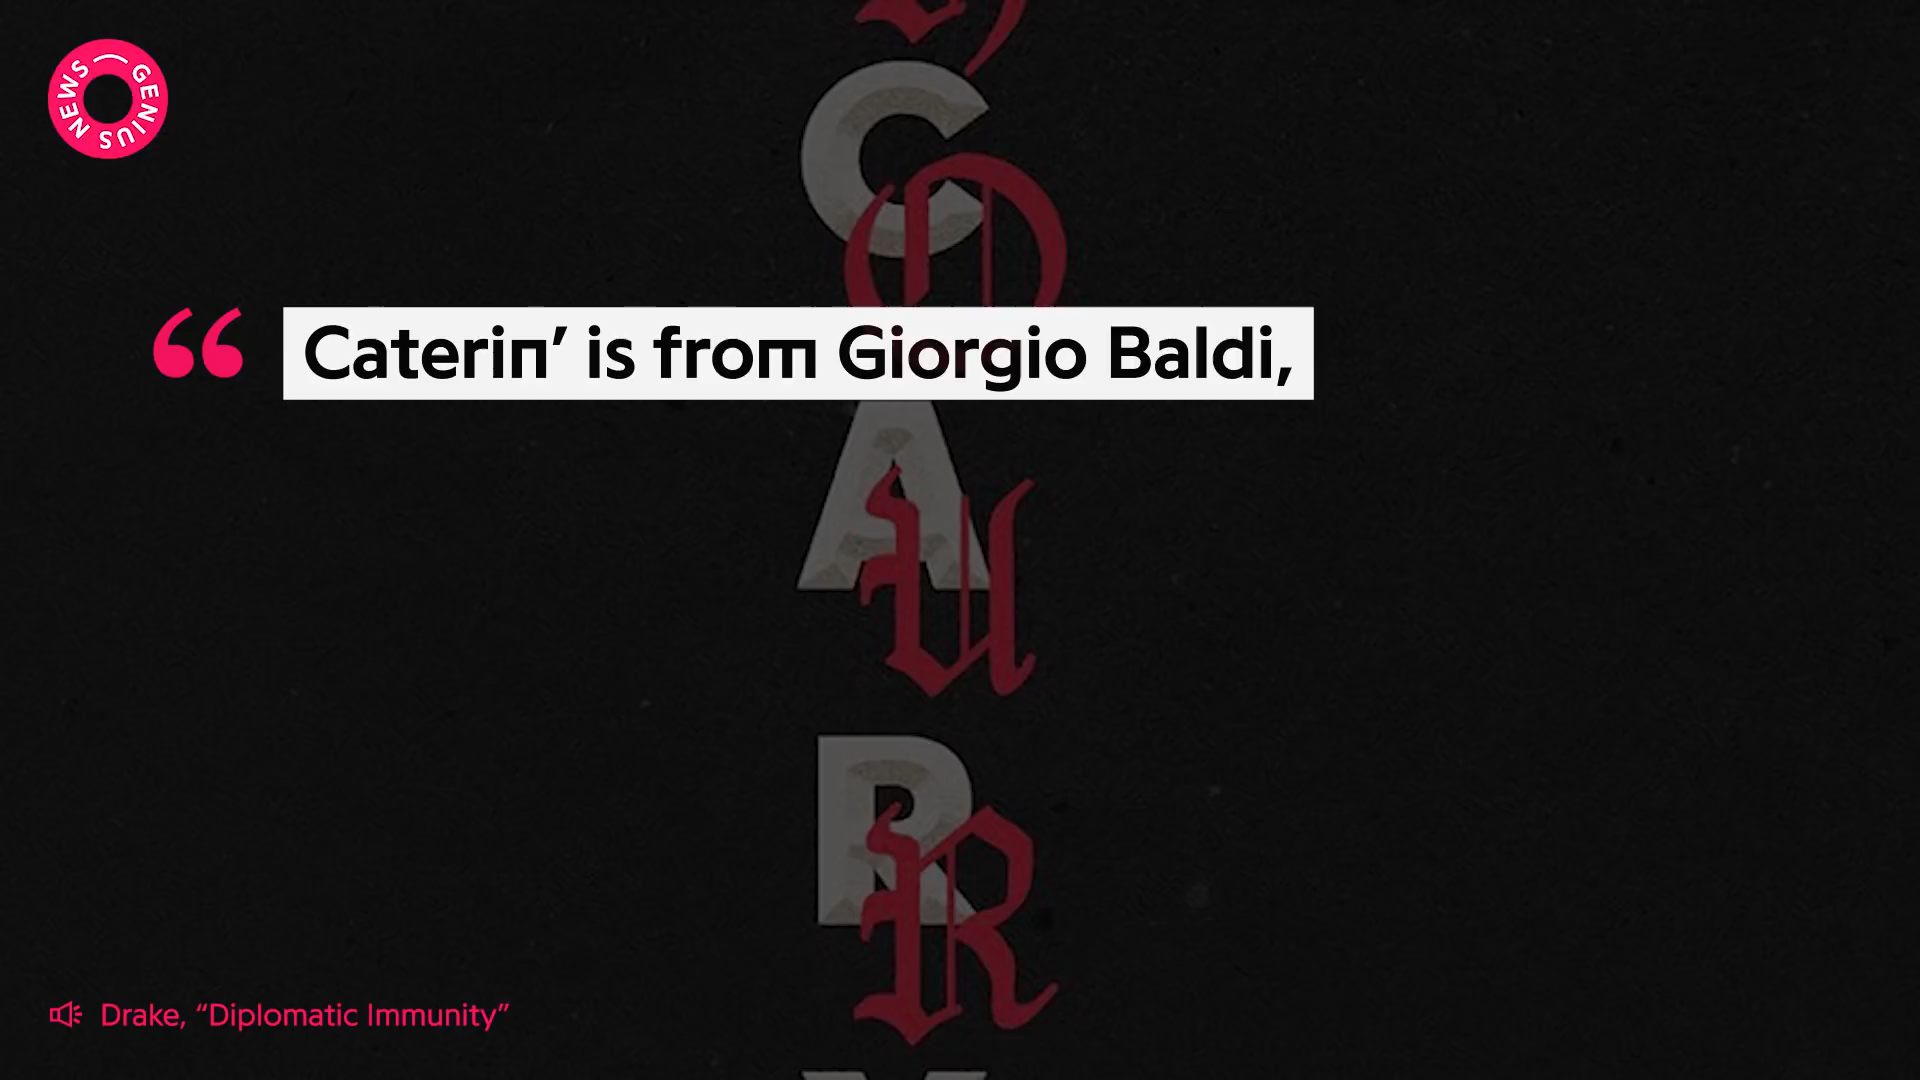 GENIUS NEWS
C
O
“ Caterin’ is from Giorgio Baldi,
A
U
R
R
Drake, “Diplomatic Immunity”